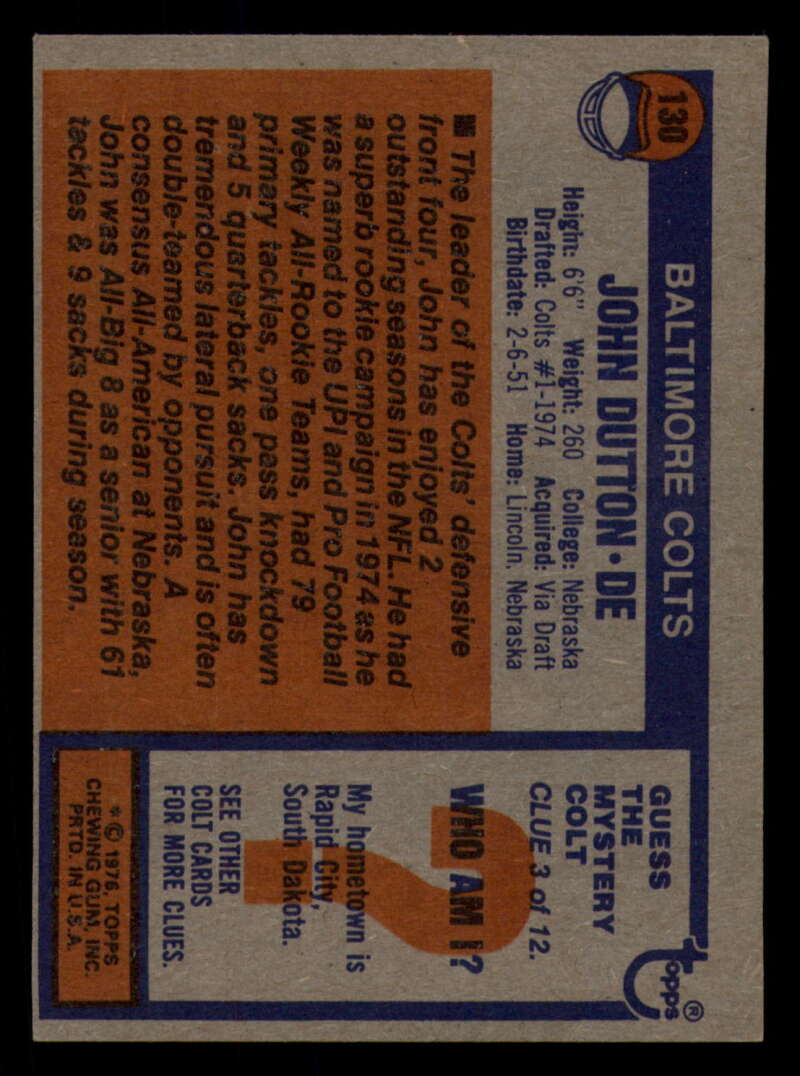 130
BALTIMORE COLTS
JOHN DUTTON • DE
Height: 6'6" Weight: 260 College: Nebraska
Drafted: Colts #1-1974 Acquired: Via Draft
Birthdate: 2-6-51 Home: Lincoln, Nebraska
■ The leader of the Colts' defensive
front four, John has enjoyed 2
outstanding seasons in the NFL. He had
a superb rookie campaign in 1974 as he
was named to the UPI and Pro Football
Weekly All-Rookie Teams, had 79
primary tackles, one pass knockdown
and 5 quarterback sacks. John has
tremendous lateral pursuit and is often
double-teamed by opponents. A
consensus All-American at Nebraska,
John was All-Big 8 as a senior with 61
tackles & 9 sacks during season.
topps®
GUESS
THE
MYSTERY
COLT
CLUE 3 of 12.
?
WHO AM I?
My hometown is
Rapid City,
South Dakota.
SEE OTHER
COLT CARDS
FOR MORE CLUES.
* © 1976, TOPPS
CHEWING GUM, INC.
PRTD. IN U.S.A.